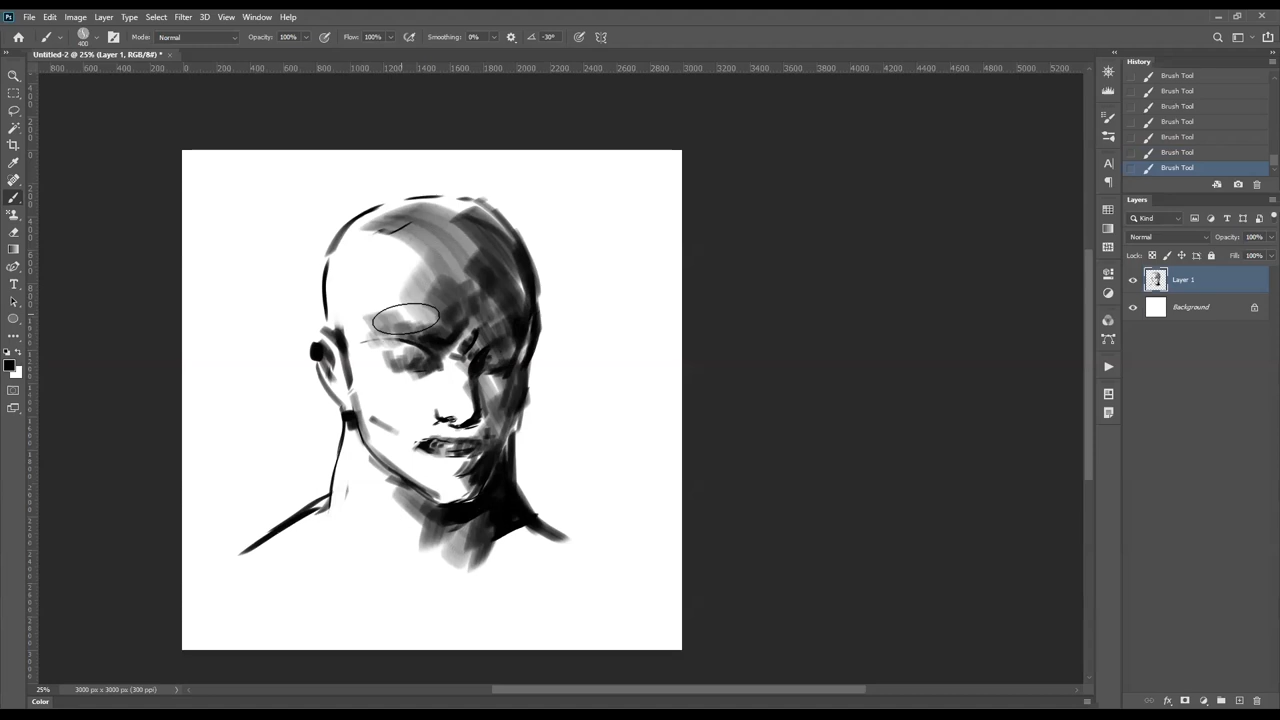 Ps File Edit Image Layer Type Select Filter 3D View Window Help
400 Mode: Normal Opacity: 100% Flow: 100% Smoothing: 0% -30°
Untitled-2 @ 25% (Layer 1, RGB/8#) * ×
800 600 400 200 0 200 400 600 800 1000 1200 1400 1600 1800 2000 2200 2400 2600 2800 3000 3200 3400 3600 3800 4000 4200 4400 4600 4800 5000 5200
History
Brush Tool
Brush Tool
Brush Tool
Brush Tool
Brush Tool
Brush Tool
Brush Tool
Layers
Kind
Normal Opacity: 100%
Lock: Fill: 100%
Layer 1
Background
25% 3000 px x 3000 px (300 ppi)
Color